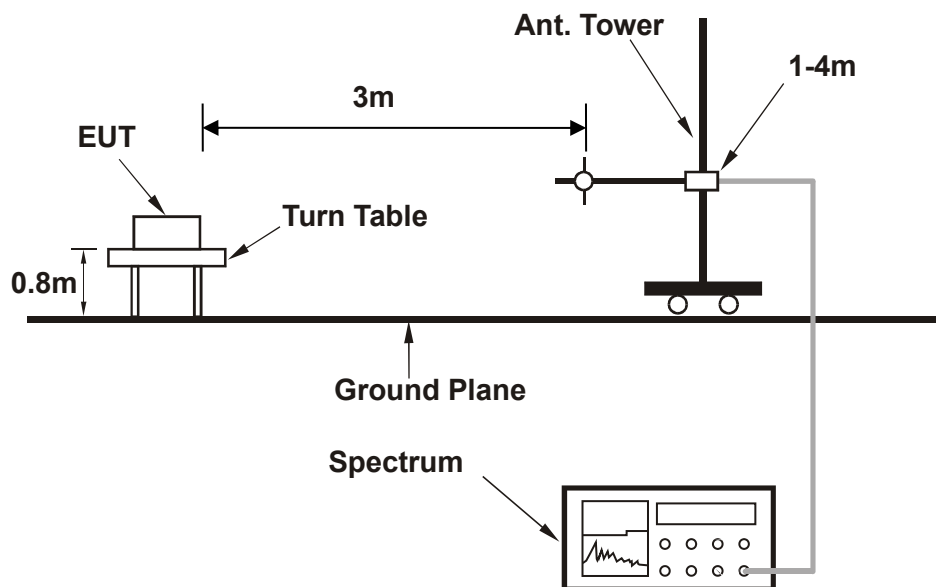 Ant. Tower
1-4m
3m
EUT
Turn Table
0.8m
Ground Plane
Spectrum